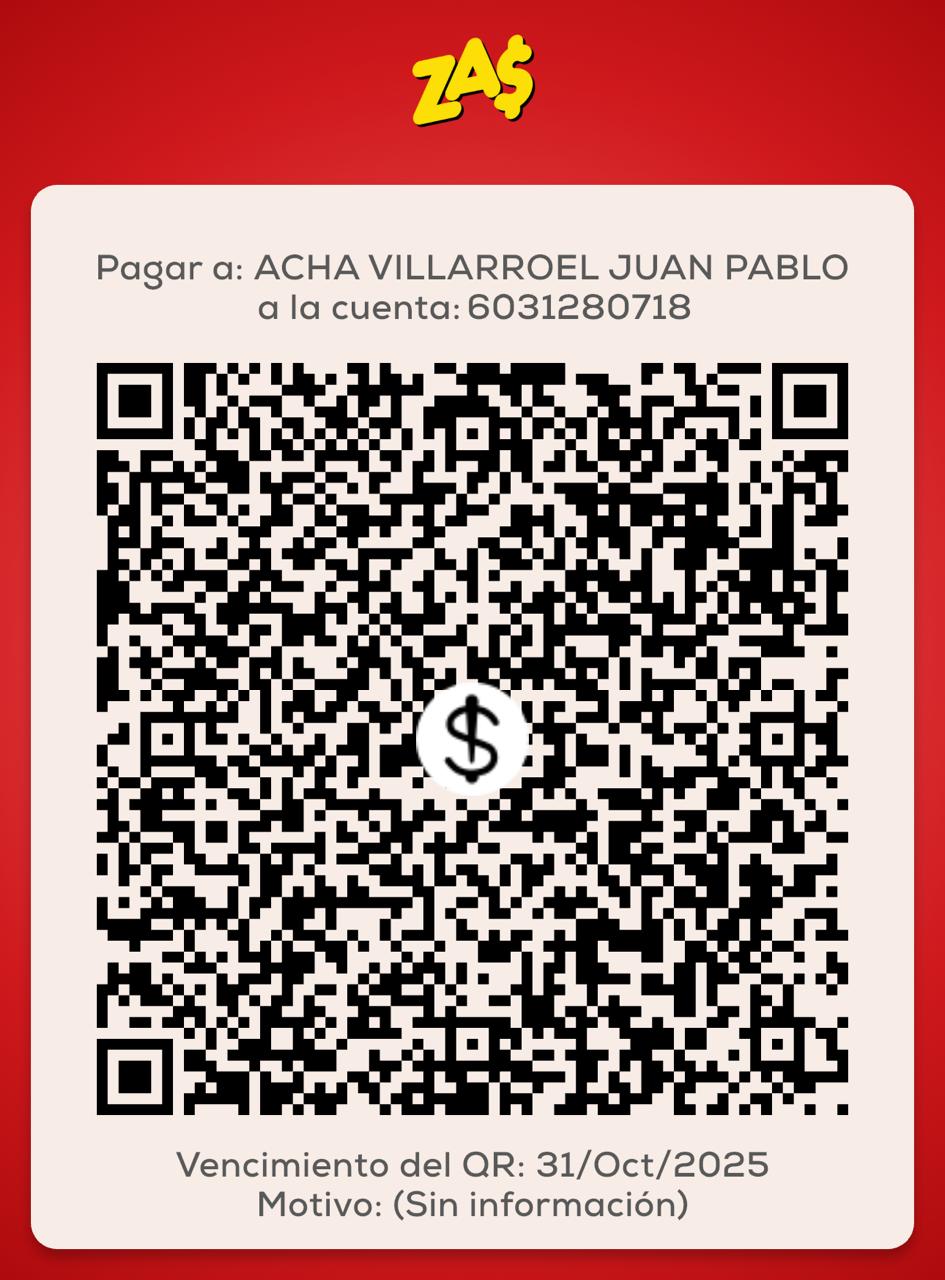 ZA$
Pagar a: ACHA VILLARROEL JUAN PABLO
a la cuenta: 6031280718
$
Vencimiento del QR: 31/Oct/2025
Motivo: (Sin información)